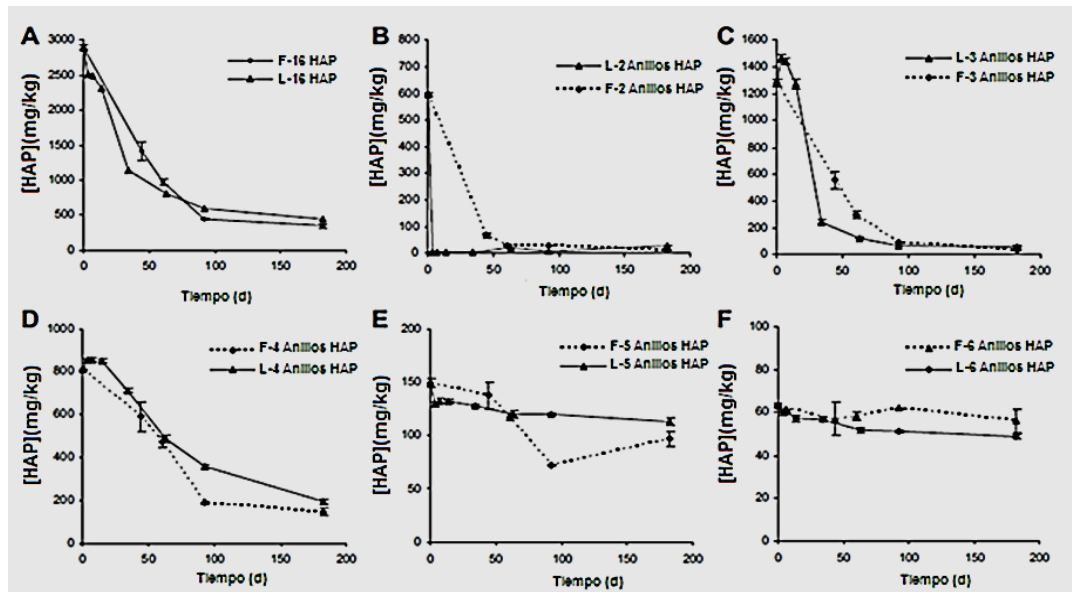 A
[HAP](mg/kg)
3000
2500
2000
1500
1000
500
0
F-16 HAP
L-16 HAP
0 50 100 150 200
Tiempo (d)
B
[HAP](mg/kg)
800
700
600
500
400
300
200
100
0
L-2 Anillos HAP
F-2 Anillos HAP
0 50 100 150 200
Tiempo (d)
C
[HAP](mg/kg)
1600
1400
1200
1000
800
600
400
200
0
L-3 Anillos HAP
F-3 Anillos HAP
0 50 100 150 200
Tiempo (d)
D
[HAP](mg/kg)
1000
800
600
400
200
0
F-4 Anillos HAP
L-4 Anillos HAP
0 50 100 150 200
Tiempo (d)
E
[HAP](mg/kg)
200
150
100
50
0
F-5 Anillos HAP
L-5 Anillos HAP
0 50 100 150 200
Tiempo (d)
F
[HAP](mg/kg)
100
80
60
40
20
0
F-6 Anillos HAP
L-6 Anillos HAP
0 50 100 150 200
Tiempo (d)